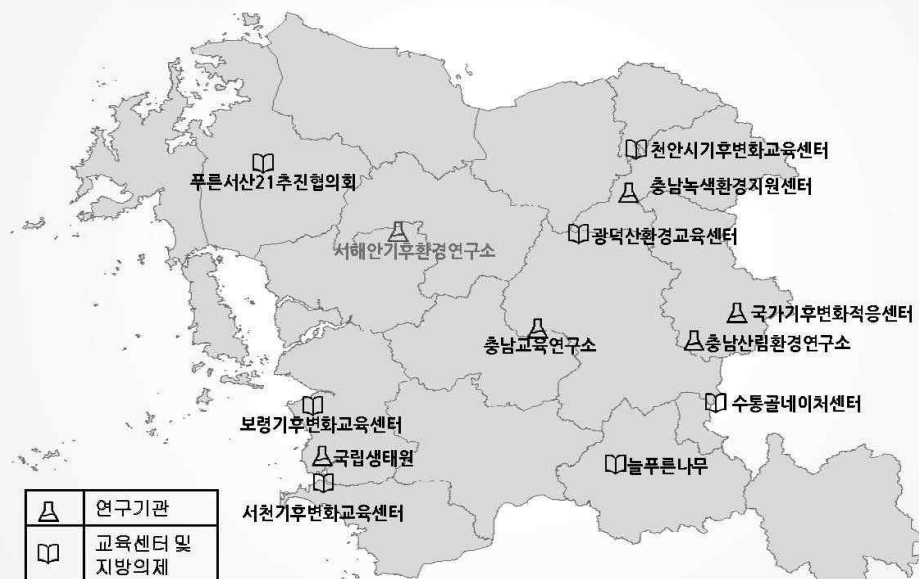 천안시기후변화교육센터
푸른서산21추진협의회
충남녹색환경지원센터
광덕산환경교육센터
서해안기후환경연구소
국가기후변화적응센터
충남교육연구소
충남산림환경연구소
수통골네이처센터
보령기후변화교육센터
국립생태원
늘푸른나무
서천기후변화교육센터
연구기관
교육센터 및
지방의제